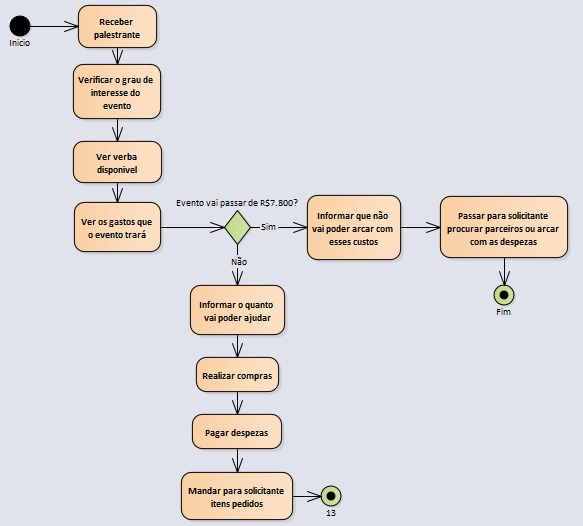 Inicio
Receber
palestrante
Verificar o grau de
interesse do
evento
Ver verba
disponivel
Ver os gastos que
o evento trará
Evento vai passar de R$7.800?
Sim
Informar que não
vai poder arcar com
esses custos
Passar para solicitante
procurar parceiros ou arcar
com as despezas
Fim
Não
Informar o quanto
vai poder ajudar
Realizar compras
Pagar despezas
Mandar para solicitante
itens pedidos
13